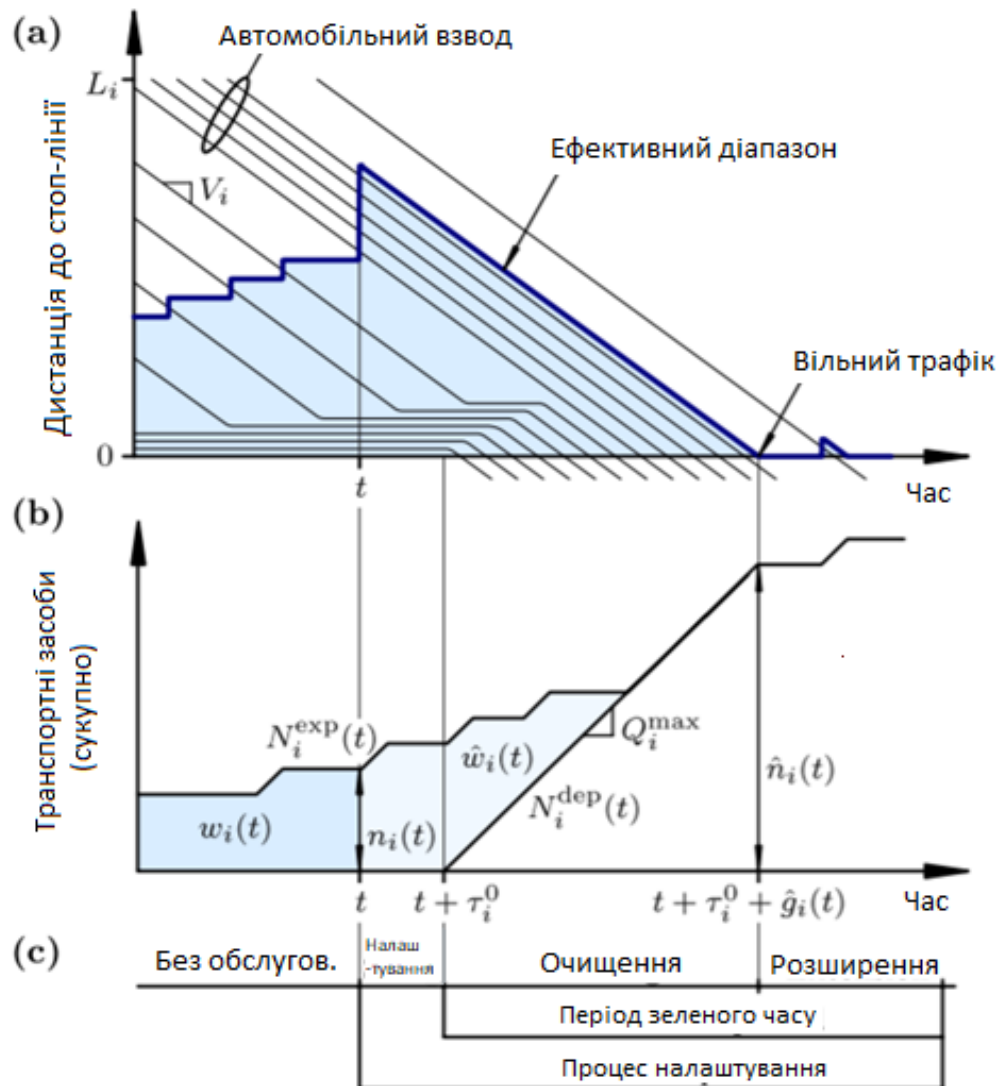 (a)
Автомобільний взвод
L_i
Ефективний діапазон
V_i
Дистанція до стоп-лінії
Вільний трафік
0
t
Час
(b)
Транспортні засоби
(сукупно)
N_i^exp(t)
Q_i^max
ŵ_i(t)
n̂_i(t)
N_i^dep(t)
w_i(t)
n_i(t)
t
t + τ_i^0
t + τ_i^0 + ĝ_i(t)
Час
(c)
Без обслугов.
Налаш
-тування
Очищення
Розширення
Період зеленого часу
Процес налаштування